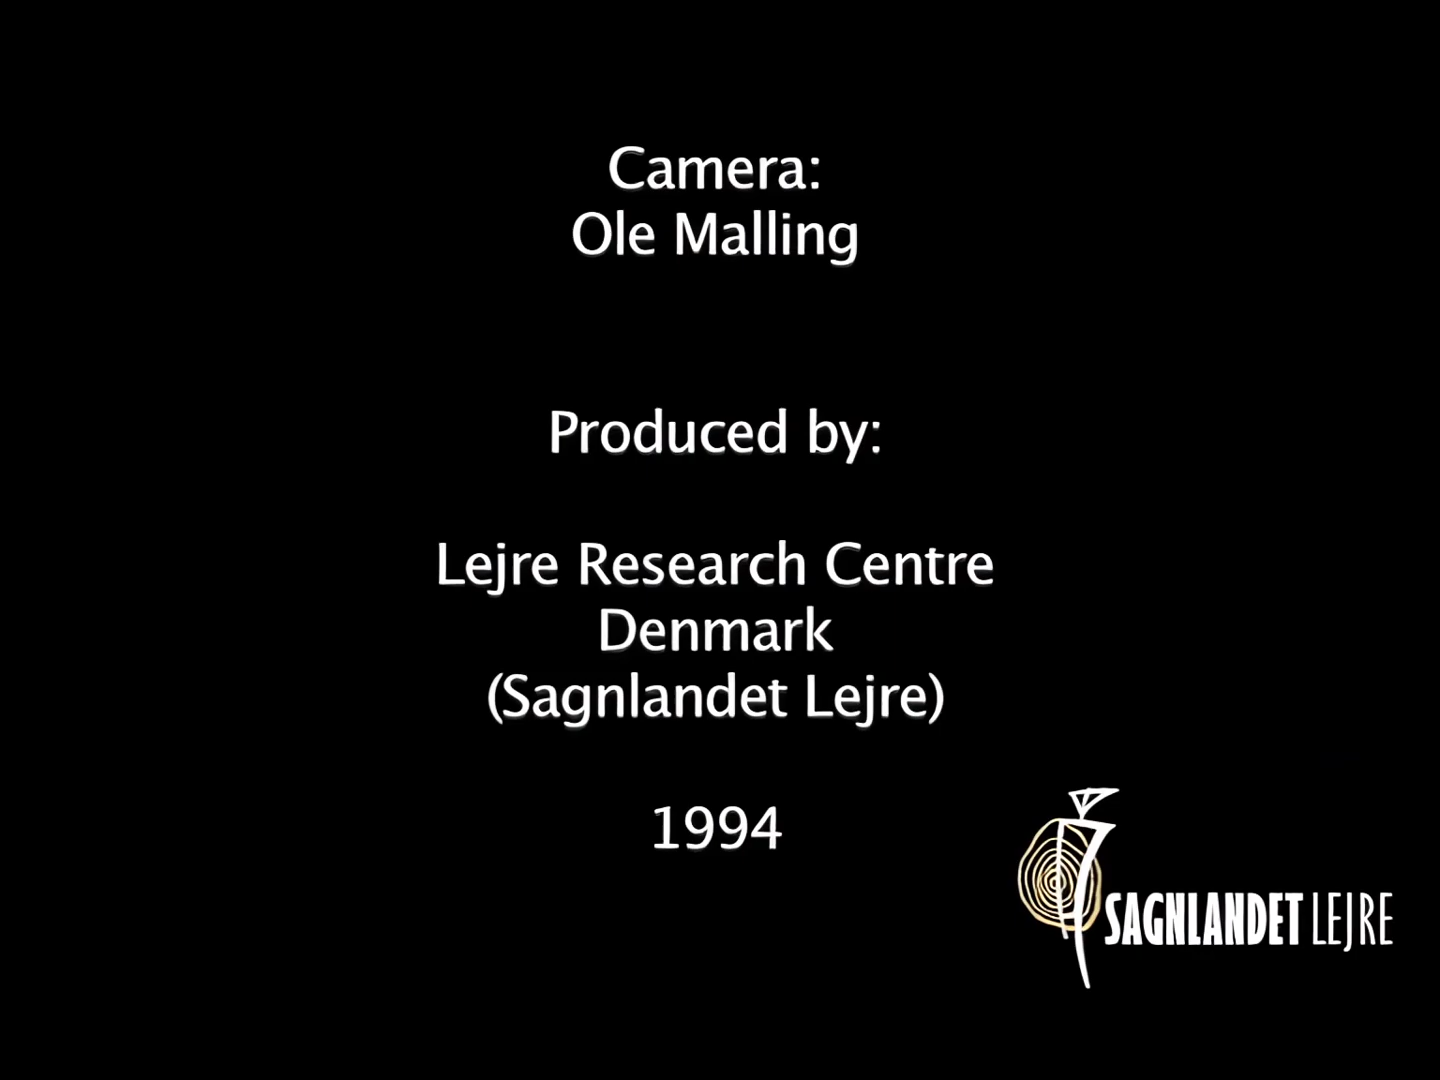 Camera:
Ole Malling
Produced by:
Lejre Research Centre
Denmark
(Sagnlandet Lejre)
1994
SAGNLANDET LEJRE